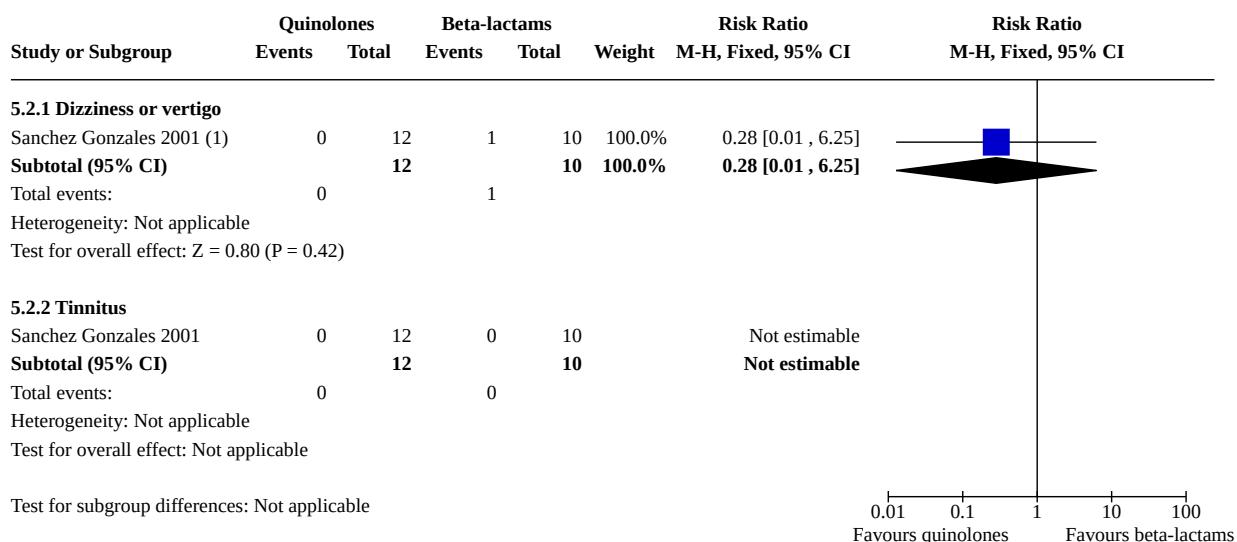 Quinolones Beta-lactams Risk Ratio Risk Ratio
Study or Subgroup Events Total Events Total Weight M-H, Fixed, 95% CI M-H, Fixed, 95% CI
5.2.1 Dizziness or vertigo
Sanchez Gonzales 2001 (1) 0 12 1 10 100.0% 0.28 [0.01 , 6.25]
Subtotal (95% CI) 12 10 100.0% 0.28 [0.01 , 6.25]
Total events: 0 1
Heterogeneity: Not applicable
Test for overall effect: Z = 0.80 (P = 0.42)
5.2.2 Tinnitus
Sanchez Gonzales 2001 0 12 0 10 Not estimable
Subtotal (95% CI) 12 10 Not estimable
Total events: 0 0
Heterogeneity: Not applicable
Test for overall effect: Not applicable
Test for subgroup differences: Not applicable
0.01 0.1 1 10 100
Favours quinolones Favours beta-lactams